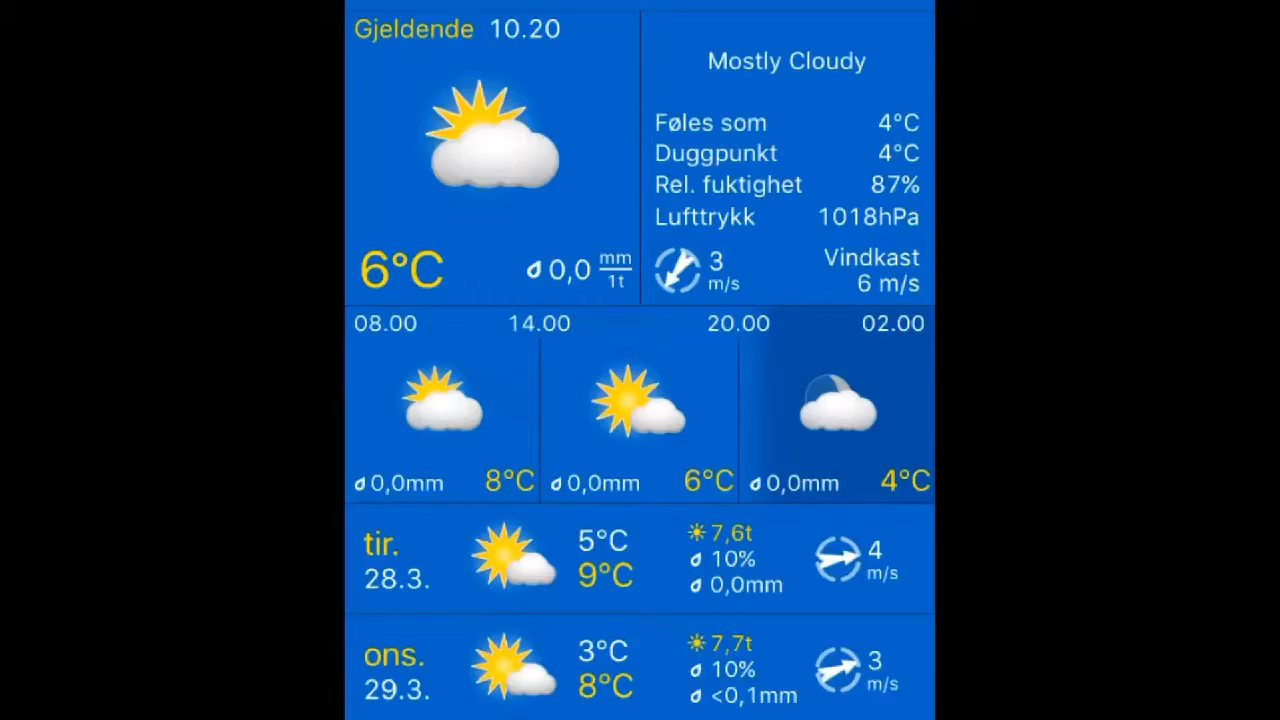 Gjeldende 10.20
6°C 0,0 mm
1t
Mostly Cloudy
Føles som 4°C
Duggpunkt 4°C
Rel. fuktighet 87%
Lufttrykk 1018hPa
3 m/s
Vindkast
6 m/s
08.00 14.00 20.00 02.00
0,0mm 8°C 0,0mm 6°C 0,0mm 4°C
tir.
28.3.
5°C
9°C
7,6t
10%
0,0mm
4
m/s
ons.
29.3.
3°C
8°C
7,7t
10%
<0,1mm
3
m/s